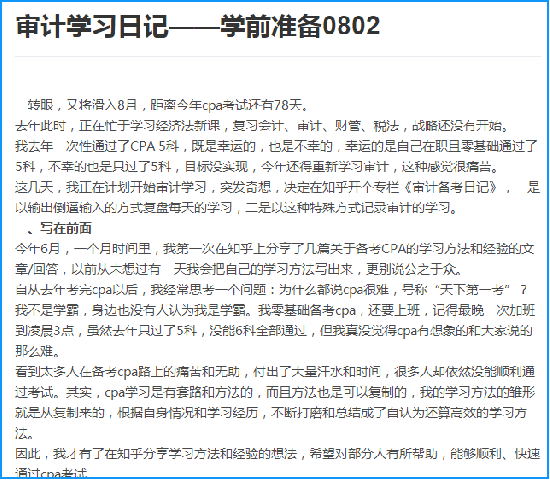 审计学习日记——学前准备0802
转眼，又将滑入8月，距离今年cpa考试还有78天。
去年此时，正在忙于学习经济法新课，复习会计、审计、财管、税法，战略还没有开始。
我去年一次性通过了CPA 5科，既是幸运的，也是不幸的，幸运的是自己在职且零基础通过了
5科，不幸的也是只过了5科，目标没实现，今年还得重新学习审计，这种感觉很痛苦。
这几天，我正在计划开始审计学习，突发奇想，决定在知乎开个专栏《审计备考日记》，一是
以输出倒逼输入的方式复盘每天的学习，二是以这种特殊方式记录审计的学习。
、写在前面
今年6月，一个月时间里，我第一次在知乎上分享了几篇关于备考CPA的学习方法和经验的文
章/回答，以前从未想过有一天我会把自己的学习方法写出来，更别说公之于众。
自从去年考完cpa以后，我经常思考一个问题：为什么都说cpa很难，号称“天下第一考”？
我不是学霸，身边也没有人认为我是学霸。我零基础备考cpa，还要上班，记得最晚一次加班
到凌晨3点，虽然去年只过了5科，没能6科全部通过，但我真没觉得cpa有想象的和大家说的
那么难。
看到太多人在备考cpa路上的痛苦和无助，付出了大量汗水和时间，很多人却依然没能顺利通
过考试。其实，cpa学习是有套路和方法的，而且方法也是可以复制的，我的学习方法的雏形
就是从复制来的，根据自身情况和学习经历，不断打磨和总结成了自认为还算高效的学习方
法。
因此，我才有了在知乎分享学习方法和经验的想法，希望对部分人有所帮助，能够顺利、快速
通过cpa考试